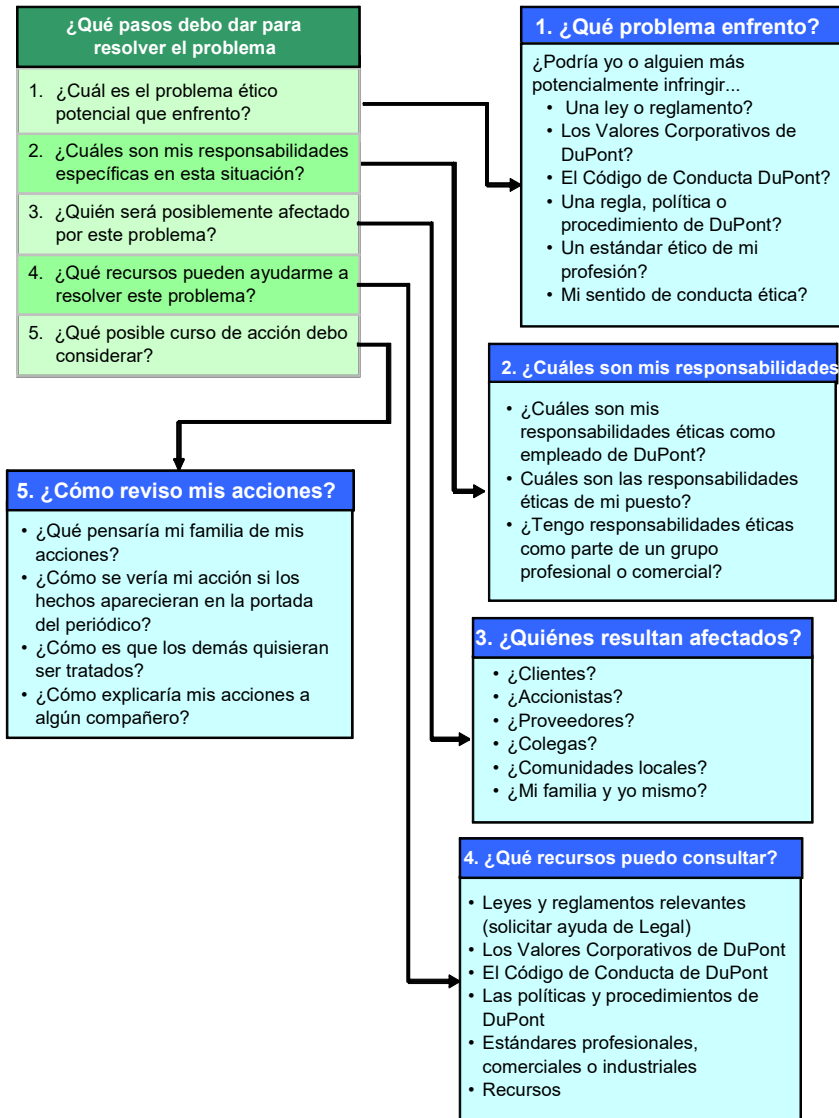 ¿Qué pasos debo dar para
resolver el problema
1. ¿Cuál es el problema ético
potencial que enfrento?
2. ¿Cuáles son mis responsabilidades
específicas en esta situación?
3. ¿Quién será posiblemente afectado
por este problema?
4. ¿Qué recursos pueden ayudarme a
resolver este problema?
5. ¿Qué posible curso de acción debo
considerar?
1. ¿Qué problema enfrento?
¿Podría yo o alguien más
potencialmente infringir...
• Una ley o reglamento?
• Los Valores Corporativos de
DuPont?
• El Código de Conducta DuPont?
• Una regla, política o
procedimiento de DuPont?
• Un estándar ético de mi
profesión?
• Mi sentido de conducta ética?
2. ¿Cuáles son mis responsabilidades
• ¿Cuáles son mis
responsabilidades éticas como
empleado de DuPont?
• Cuáles son las responsabilidades
éticas de mi puesto?
• ¿Tengo responsabilidades éticas
como parte de un grupo
profesional o comercial?
3. ¿Quiénes resultan afectados?
• ¿Clientes?
• ¿Accionistas?
• ¿Proveedores?
• ¿Colegas?
• ¿Comunidades locales?
• ¿Mi familia y yo mismo?
4. ¿Qué recursos puedo consultar?
• Leyes y reglamentos relevantes
(solicitar ayuda de Legal)
• Los Valores Corporativos de DuPont
• El Código de Conducta de DuPont
• Las políticas y procedimientos de
DuPont
• Estándares profesionales,
comerciales o industriales
• Recursos
5. ¿Cómo reviso mis acciones?
• ¿Qué pensaría mi familia de mis
acciones?
• ¿Cómo se vería mi acción si los
hechos aparecieran en la portada
del periódico?
• ¿Cómo es que los demás quisieran
ser tratados?
• ¿Cómo explicaría mis acciones a
algún compañero?